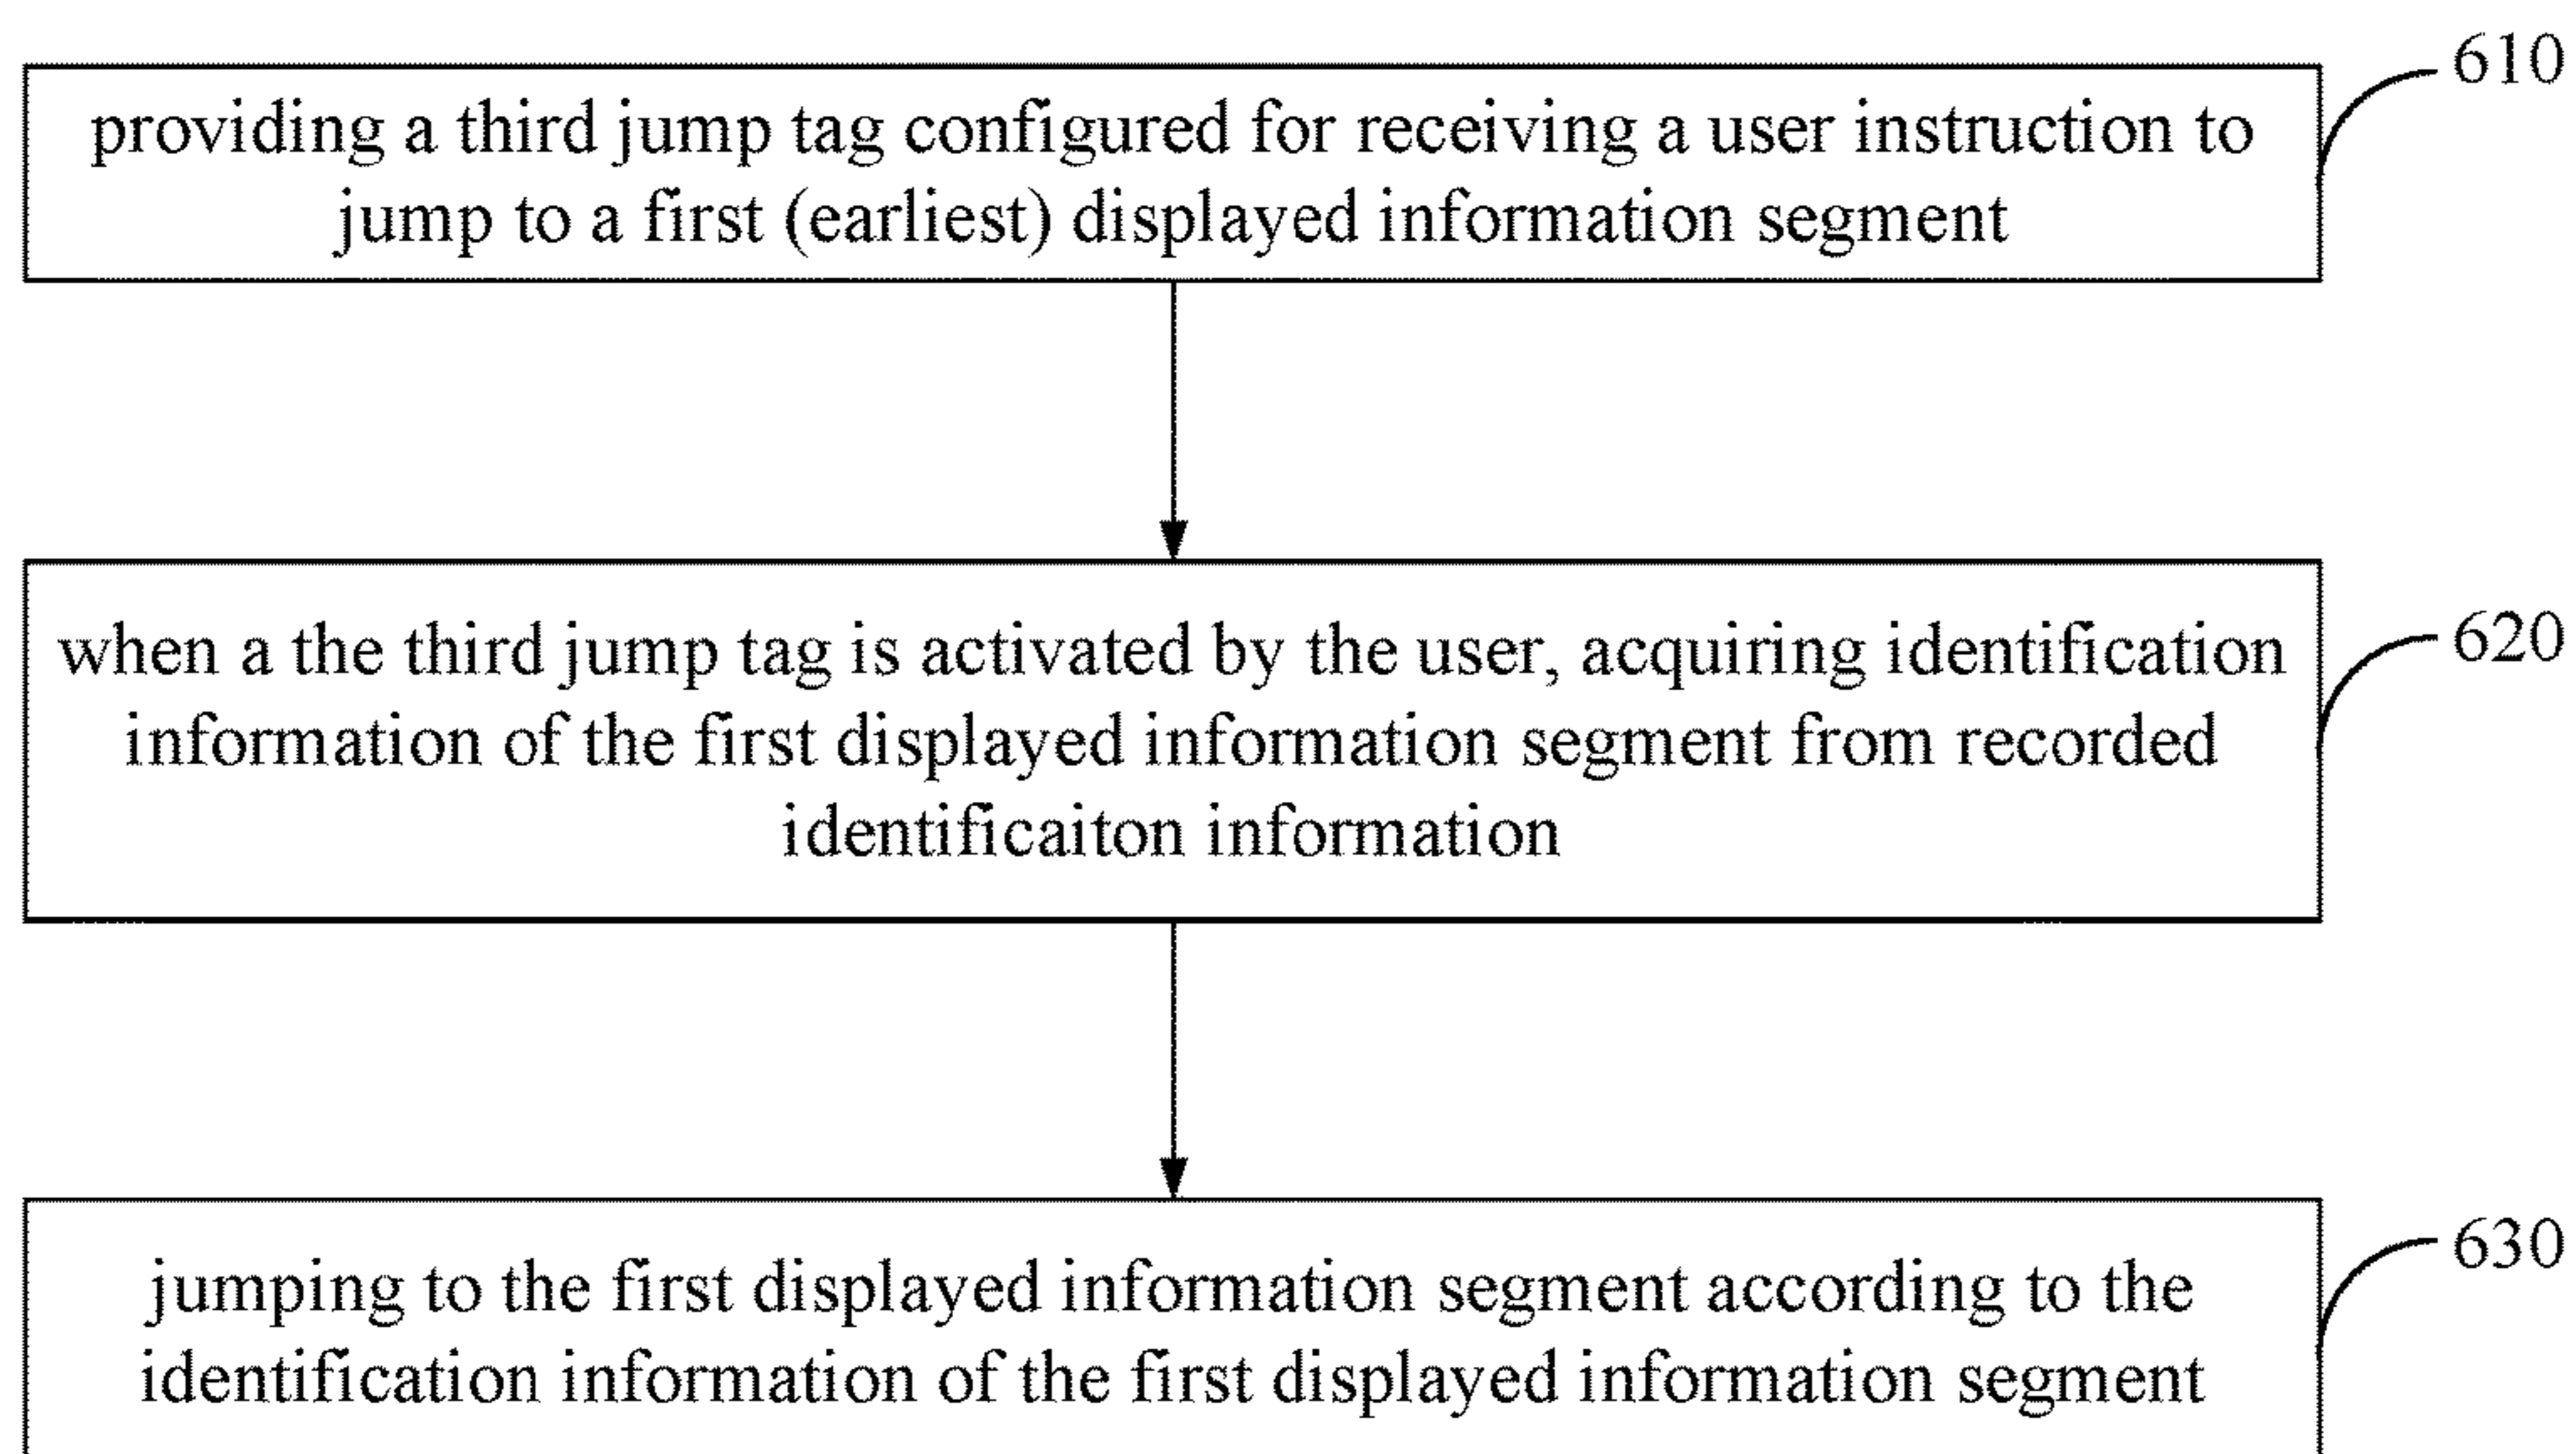 610
providing a third jump tag configured for receiving a user instruction to
jump to a first (earliest) displayed information segment
620
when a the third jump tag is activated by the user, acquiring identification
information of the first displayed information segment from recorded
identificaiton information
630
jumping to the first displayed information segment according to the
identification information of the first displayed information segment